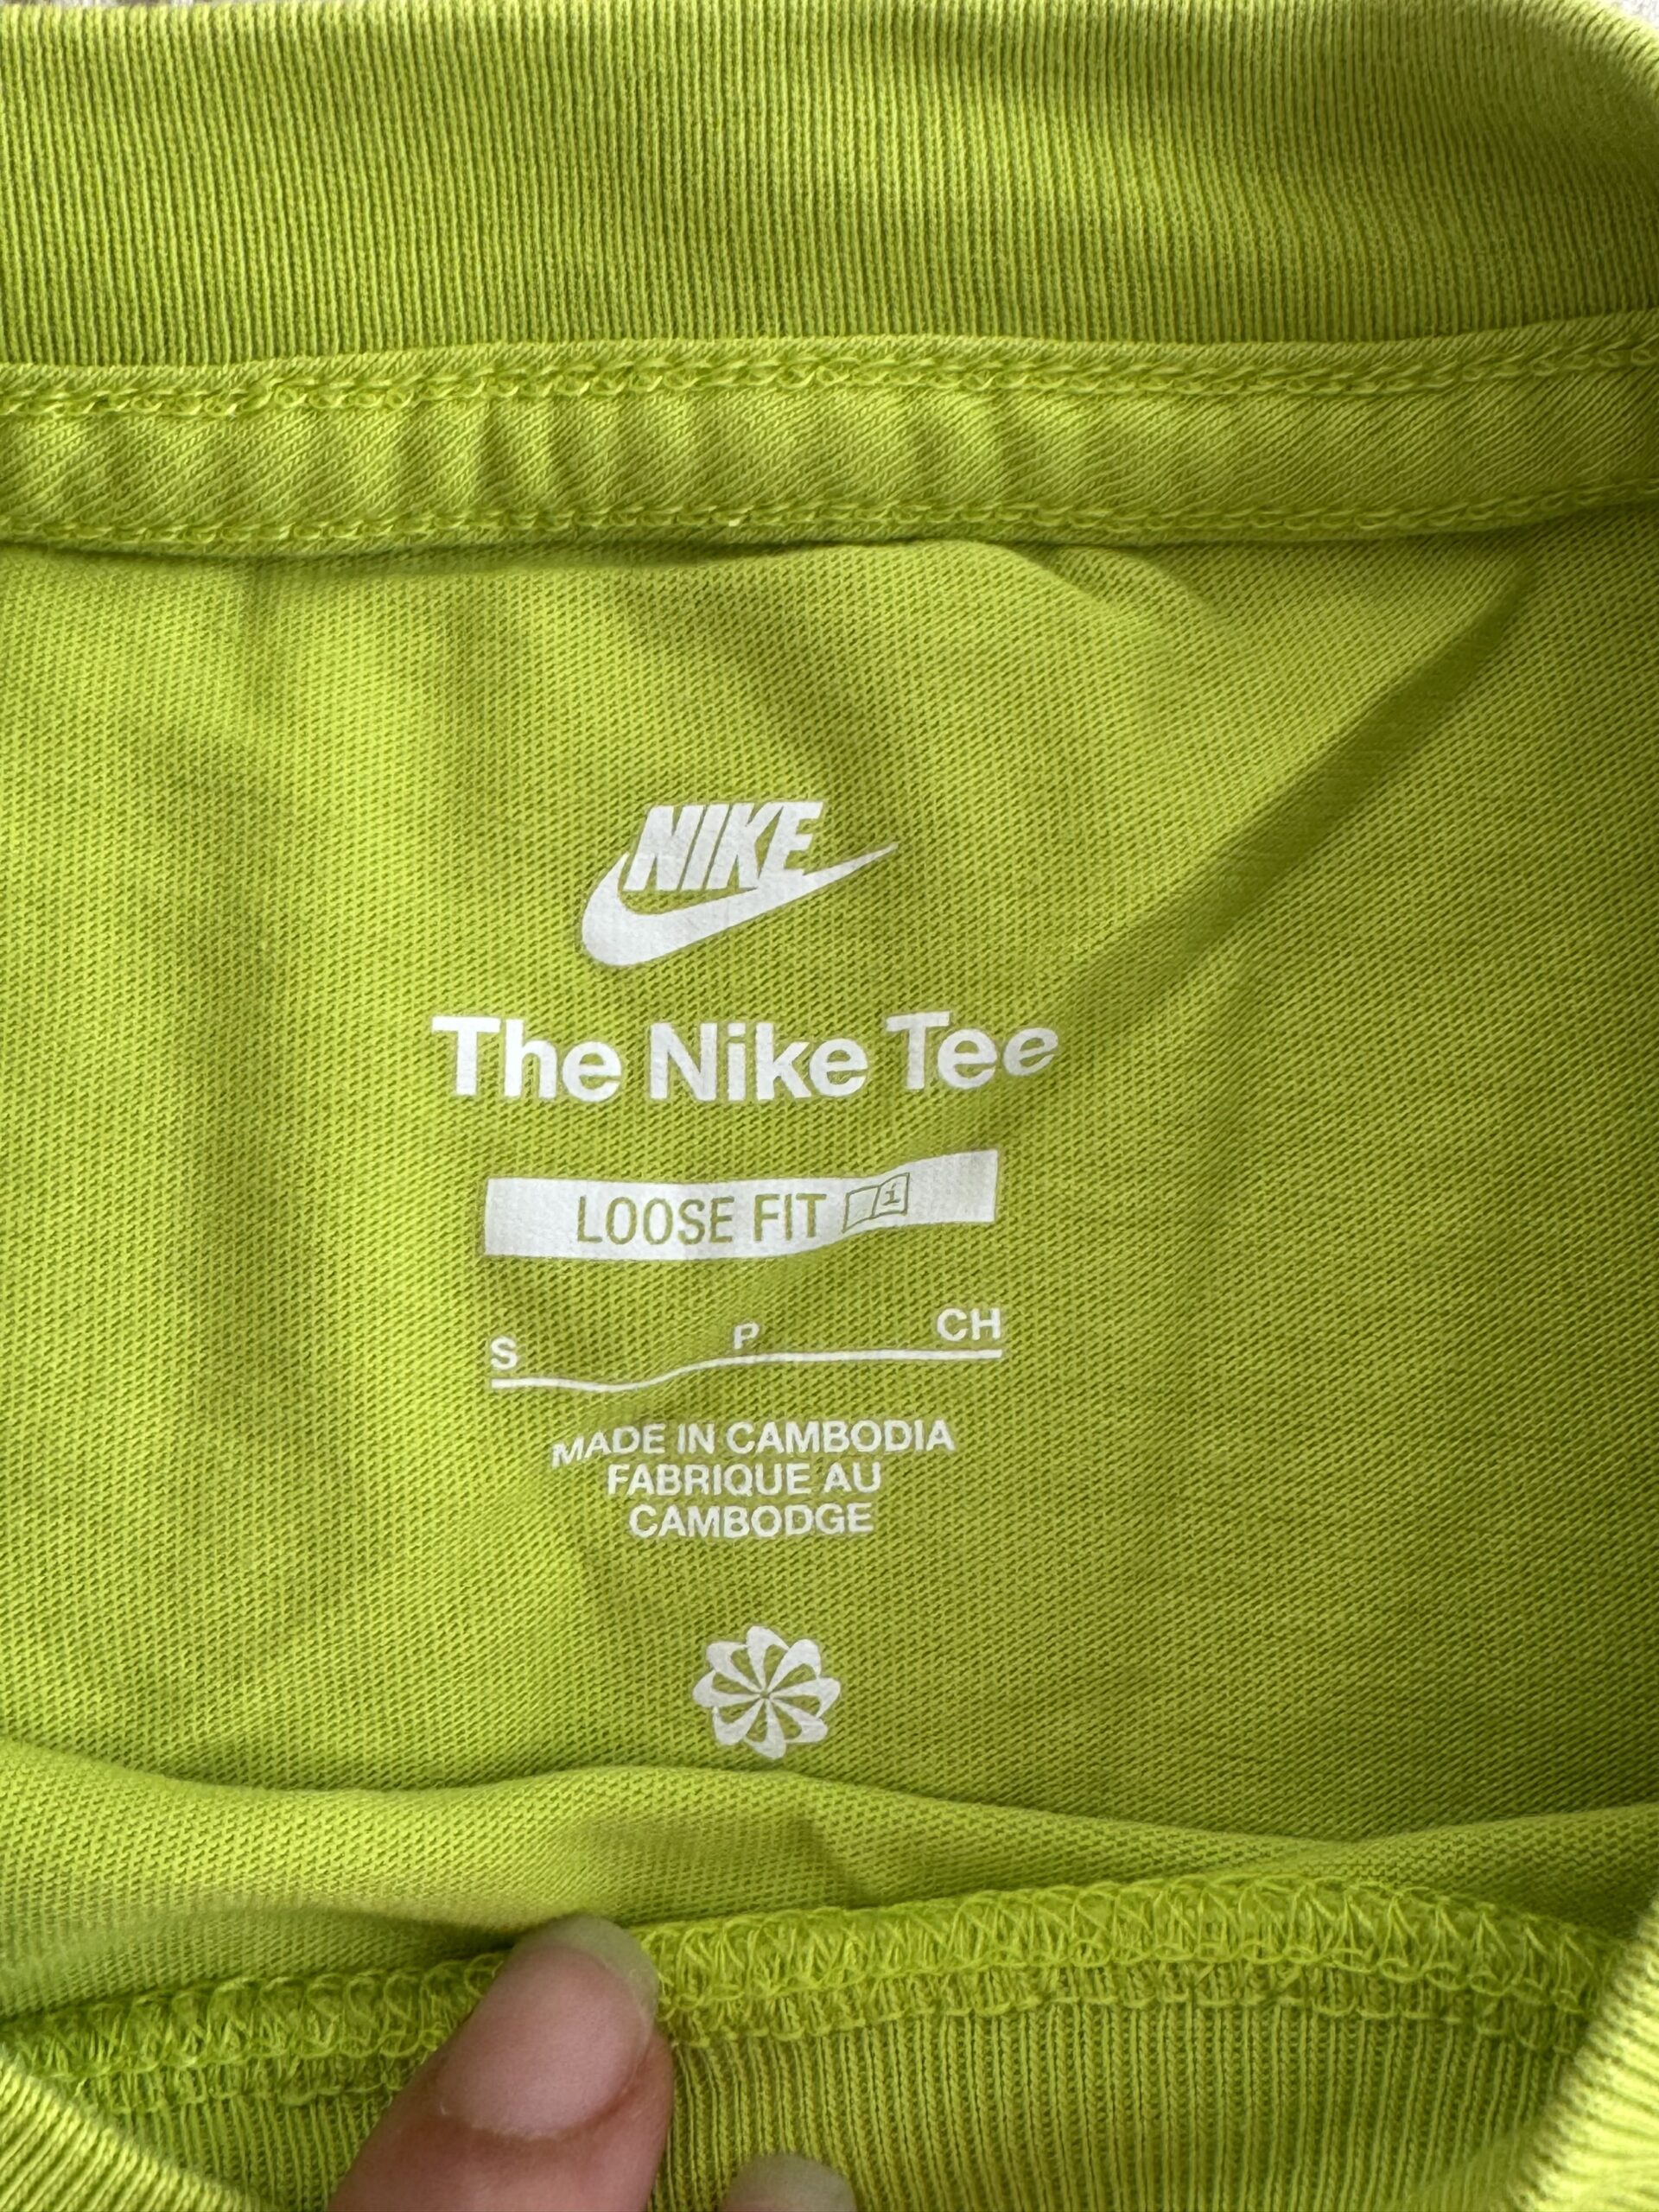 NIKE
The Nike Tee
LOOSE FIT i
S P CH
MADE IN CAMBODIA
FABRIQUE AU
CAMBODGE